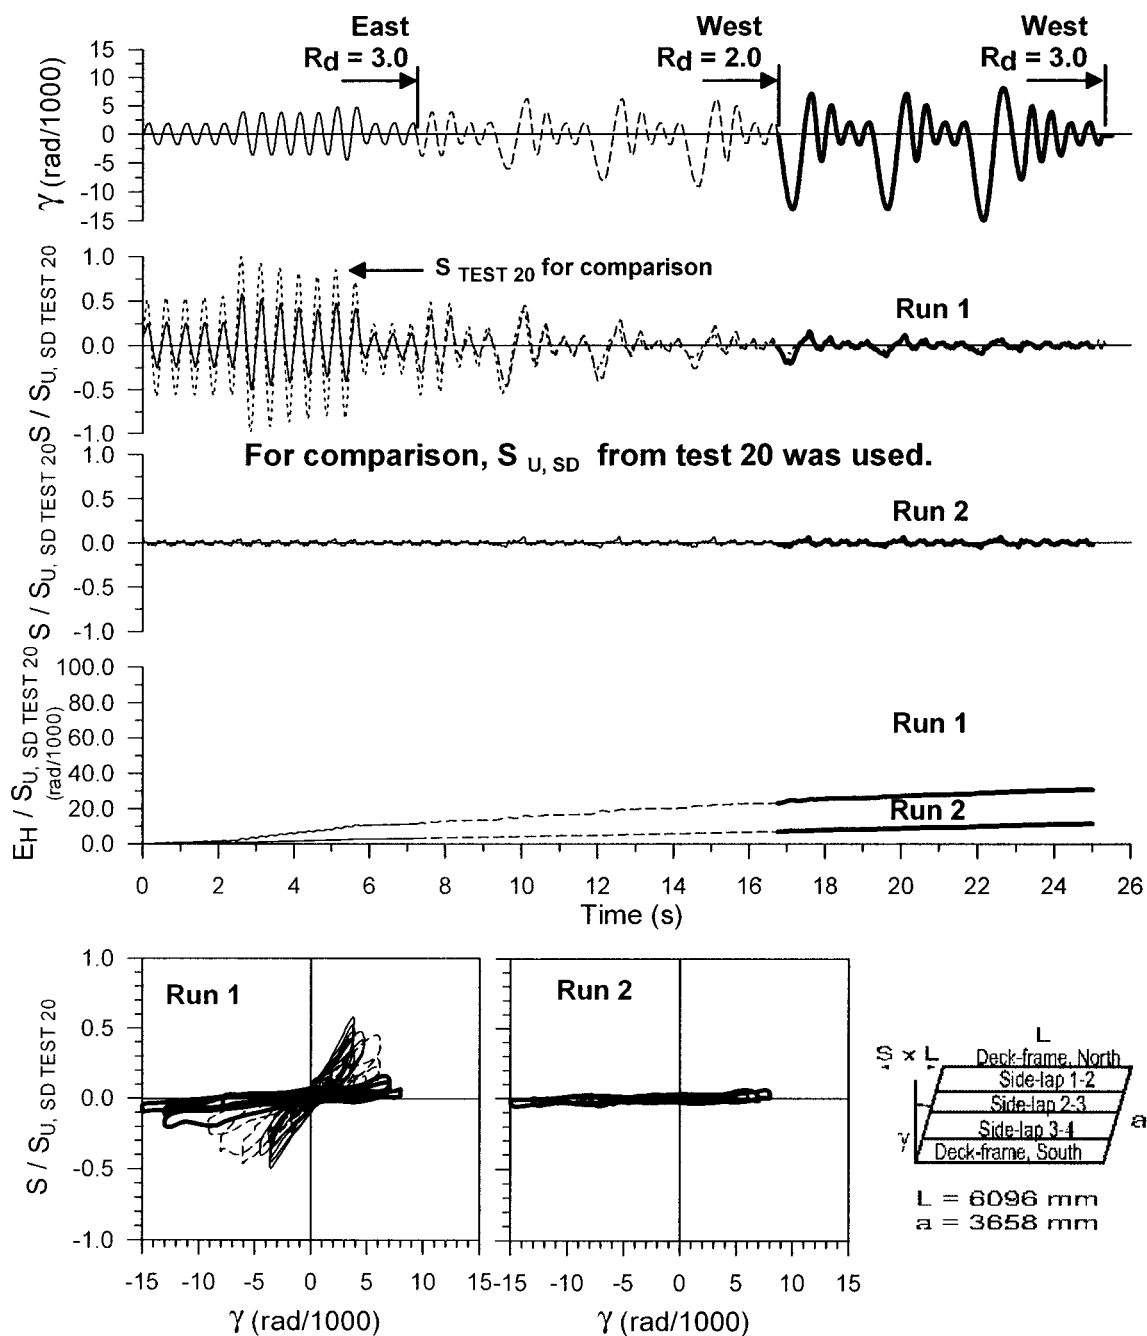 East
Rd = 3.0
West
Rd = 2.0
West
Rd = 3.0
γ (rad/1000)
15
10
5
0
-5
-10
-15
S / SU, SD TEST 20
1.0
0.5
0.0
-0.5
-1.0
S TEST 20 for comparison
Run 1
For comparison, S U, SD from test 20 was used.
S / SU, SD TEST 20
1.0
0.5
0.0
-0.5
-1.0
Run 2
EH / SU, SD TEST 20
(rad/1000)
100.0
80.0
60.0
40.0
20.0
0.0
Run 1
Run 2
0 2 4 6 8 10 12 14 16 18 20 22 24 26
Time (s)
S / SU, SD TEST 20
1.0
0.5
0.0
-0.5
-1.0
Run 1
Run 2
-15 -10 -5 0 5 10 15
-15 -10 -5 0 5 10 15
γ (rad/1000)
γ (rad/1000)
L
S × L
Deck-frame, North
Side-lap 1-2
Side-lap 2-3
Side-lap 3-4
Deck-frame, South
γ
a
L = 6096 mm
a = 3658 mm